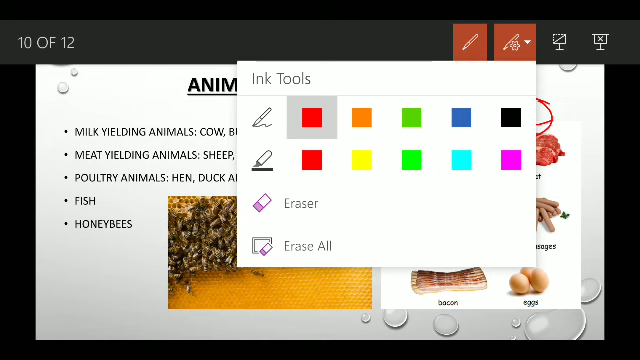 10 OF 12
ANIM
Ink Tools
• MILK YIELDING ANIMALS: COW, BU
• MEAT YIELDING ANIMALS: SHEEP,
• POULTRY ANIMALS: HEN, DUCK A
• FISH
• HONEYBEES
Eraser
Erase All
bacon
eggs